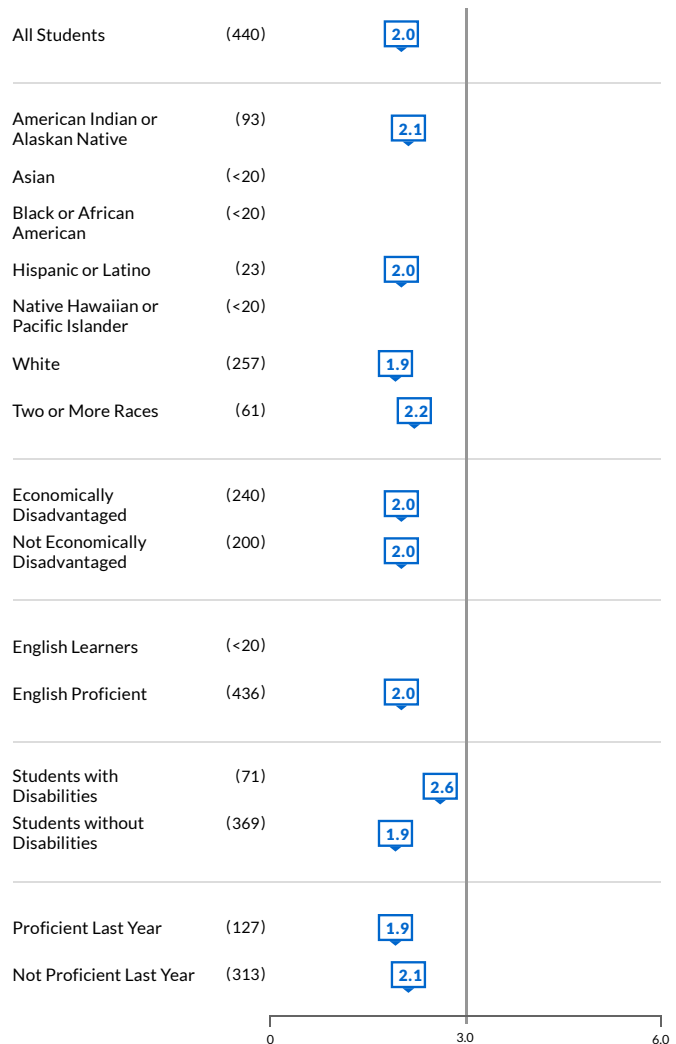 All Students (440) 2.0
American Indian or (93) 2.1
Alaskan Native
Asian (<20)
Black or African (<20)
American
Hispanic or Latino (23) 2.0
Native Hawaiian or (<20)
Pacific Islander
White (257) 1.9
Two or More Races (61) 2.2
Economically (240) 2.0
Disadvantaged
Not Economically (200) 2.0
Disadvantaged
English Learners (<20)
English Proficient (436) 2.0
Students with (71) 2.6
Disabilities
Students without (369) 1.9
Disabilities
Proficient Last Year (127) 1.9
Not Proficient Last Year (313) 2.1
0 3.0 6.0